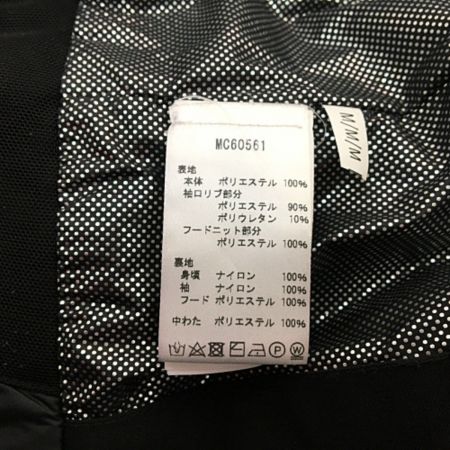 MC60561
表地
本体 ポリエステル 100%
袖口リブ部分
ポリエステル 90%
ポリウレタン 10%
フードニット部分
ポリエステル 100%
裏地
身頃 ナイロン 100%
袖 ナイロン 100%
フード ポリエステル 100%
中わた ポリエステル 100%
M/M/M